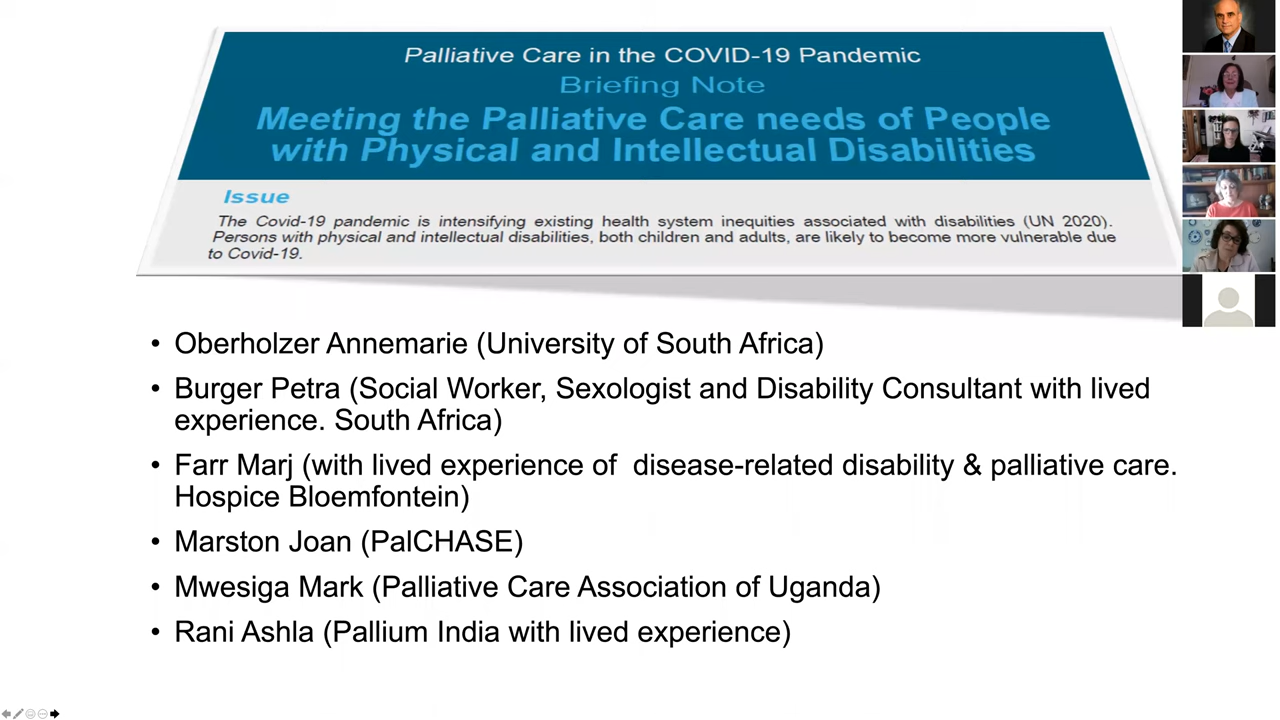 Palliative Care in the COVID-19 Pandemic
Briefing Note
Meeting the Palliative Care needs of People
with Physical and Intellectual Disabilities
Issue
The Covid-19 pandemic is intensifying existing health system inequities associated with disabilities (UN 2020).
Persons with physical and intellectual disabilities, both children and adults, are likely to become more vulnerable due
to Covid-19.
• Oberholzer Annemarie (University of South Africa)
• Burger Petra (Social Worker, Sexologist and Disability Consultant with lived
experience. South Africa)
• Farr Marj (with lived experience of  disease-related disability & palliative care.
Hospice Bloemfontein)
• Marston Joan (PalCHASE)
• Mwesiga Mark (Palliative Care Association of Uganda)
• Rani Ashla (Pallium India with lived experience)